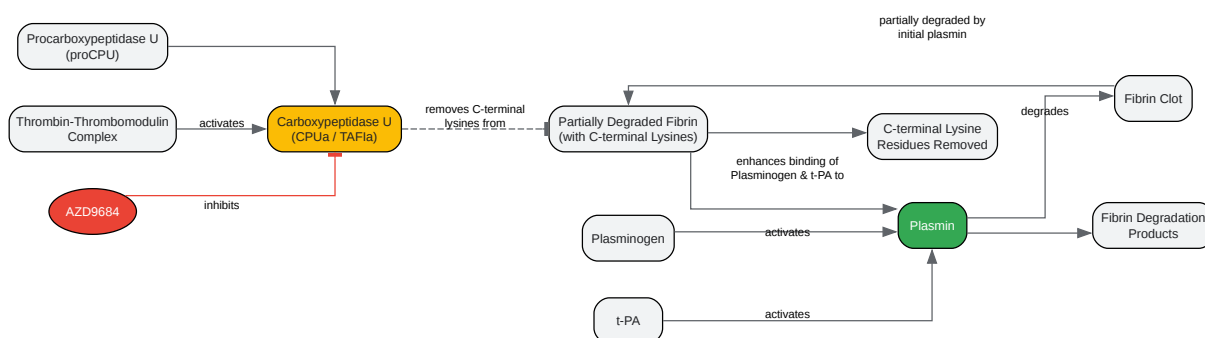 partially degraded by
initial plasmin
Procarboxypeptidase U
(proCPU)
Thrombin-Thrombomodulin
Complex
activates
Carboxypeptidase U
(CPUa / TAFIa)
removes C-terminal
lysines from
Partially Degraded Fibrin
(with C-terminal Lysines)
C-terminal Lysine
Residues Removed
degrades
Fibrin Clot
enhances binding of
Plasminogen & t-PA to
AZD9684
inhibits
Plasminogen
activates
Plasmin
Fibrin Degradation
Products
t-PA
activates